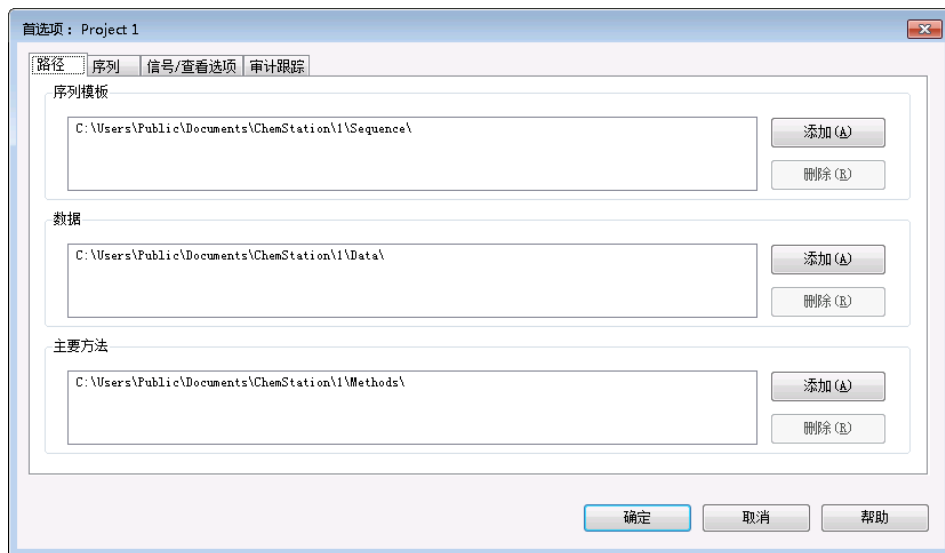 首选项： Project 1
路径 序列 信号/查看选项 审计跟踪
序列模板
C:\Users\Public\Documents\ChemStation\1\Sequence\
添加(A)
删除(R)
数据
C:\Users\Public\Documents\ChemStation\1\Data\
添加(A)
删除(R)
主要方法
C:\Users\Public\Documents\ChemStation\1\Methods\
添加(A)
删除(R)
确定 取消 帮助